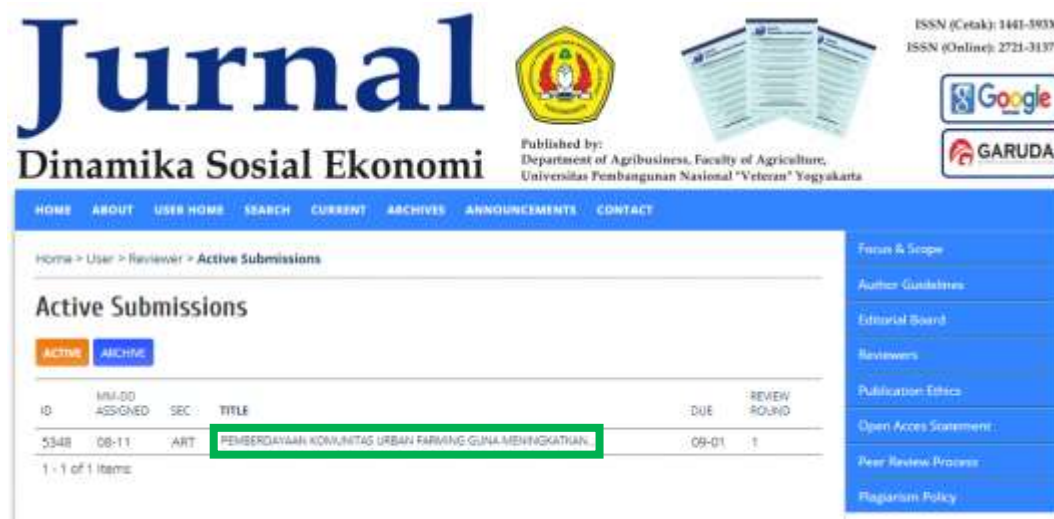 Jurnal
Dinamika Sosial Ekonomi
Published by:
Department of Agribusiness, Faculty of Agriculture,
Universitas Pembangunan Nasional "Veteran" Yogyakarta
ISSN (Cetak):
ISSN (Online): 2721-3137
Google
GARUDA
HOME ABOUT USER HOME SEARCH CURRENT ARCHIVES ANNOUNCEMENTS CONTACT
Home > User > Reviewer > Active Submissions
Active Submissions
ACTIVE ARCHIVE
ID MM-DD ASSIGNED SEC TITLE DUE REVIEW ROUND
5348 08-11 ART PEMBERDAYAAN KOMUNITAS URBAN FARMING GUNA MENINGKATKAN...
09-01 1
1 - 1 of 1 Items
Focus & Scope
Author Guidelines
Editorial Board
Reviewers
Publication Ethics
Open Acces Statement
Peer Review Process
Plagiarism Policy